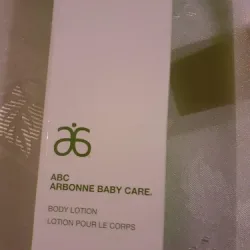 ABC
ARBONNE BABY CARE.
BODY LOTION
LOTION POUR LE CORPS